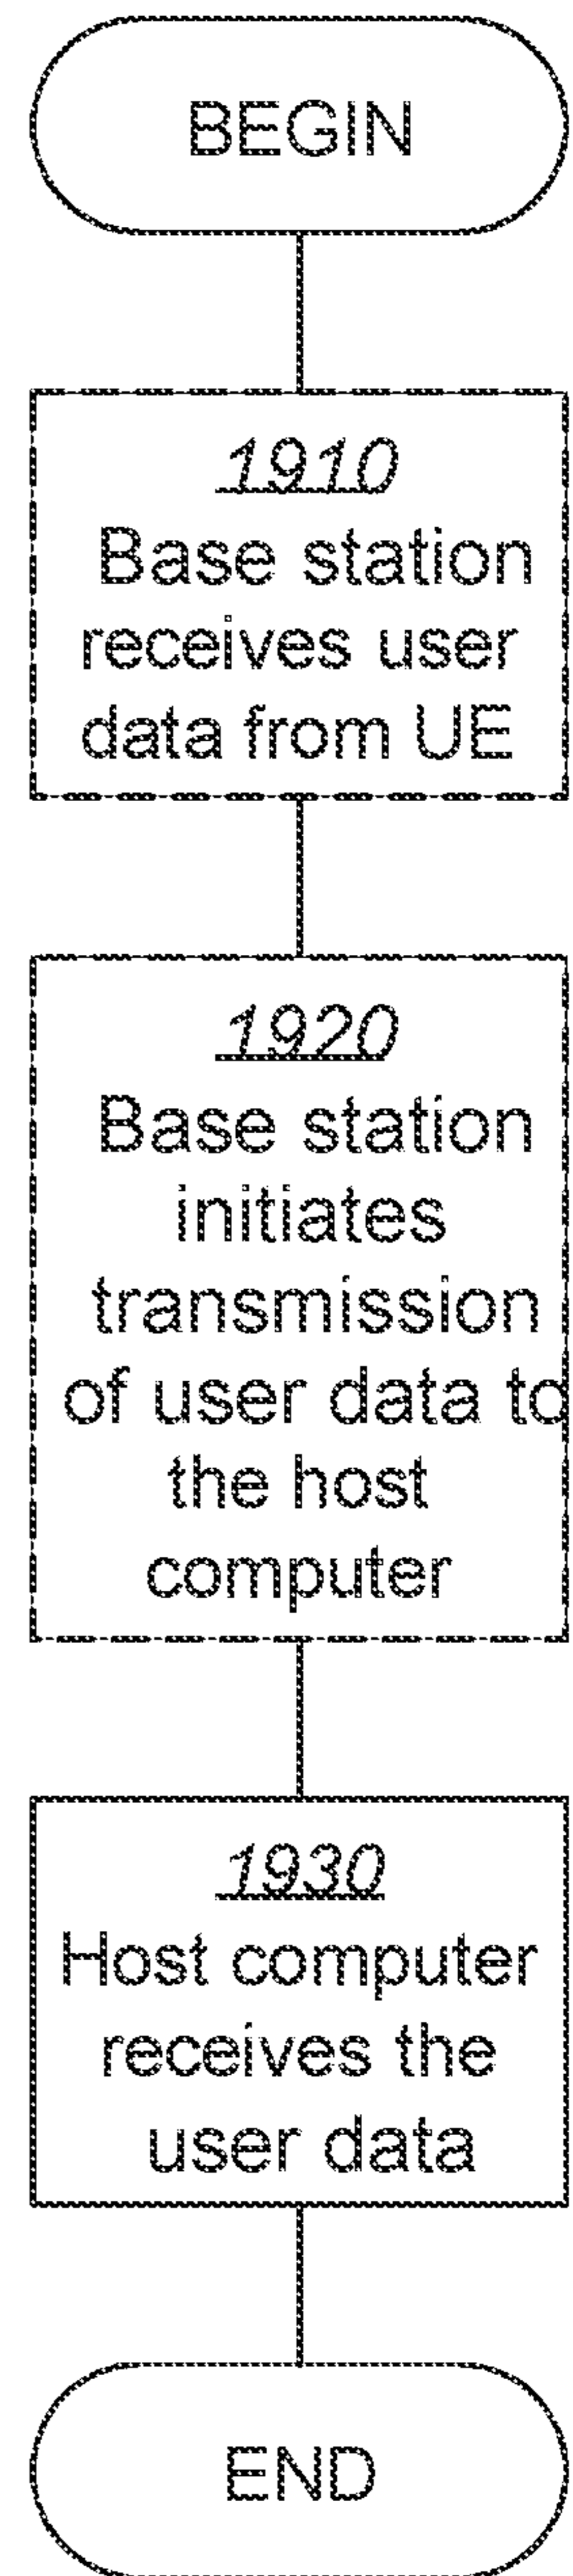 BEGIN
1910
Base station
receives user
data from UE
1920
Base station
initiates
transmission
of user data to
the host
computer
1930
Host computer
receives the
user data
END